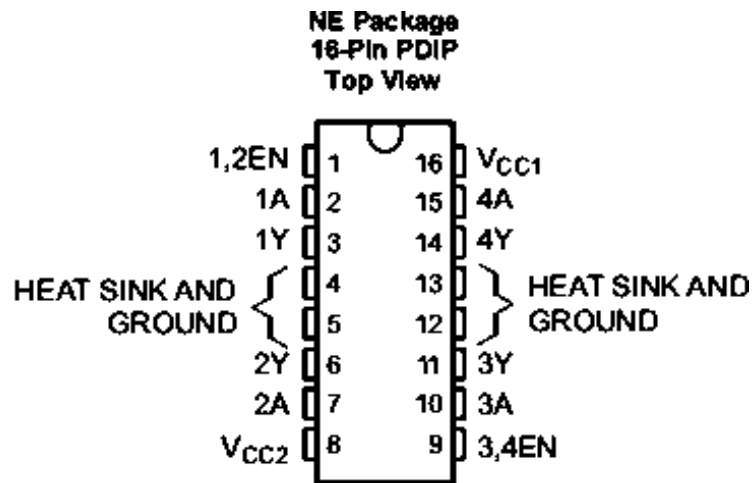 NE Package
16-Pin PDIP
Top View
1,2EN 1 16 VCC1
1A 2 15 4A
1Y 3 14 4Y
HEAT SINK AND GROUND 4 13 HEAT SINK AND GROUND
5 12
2Y 6 11 3Y
2A 7 10 3A
VCC2 8 9 3,4EN